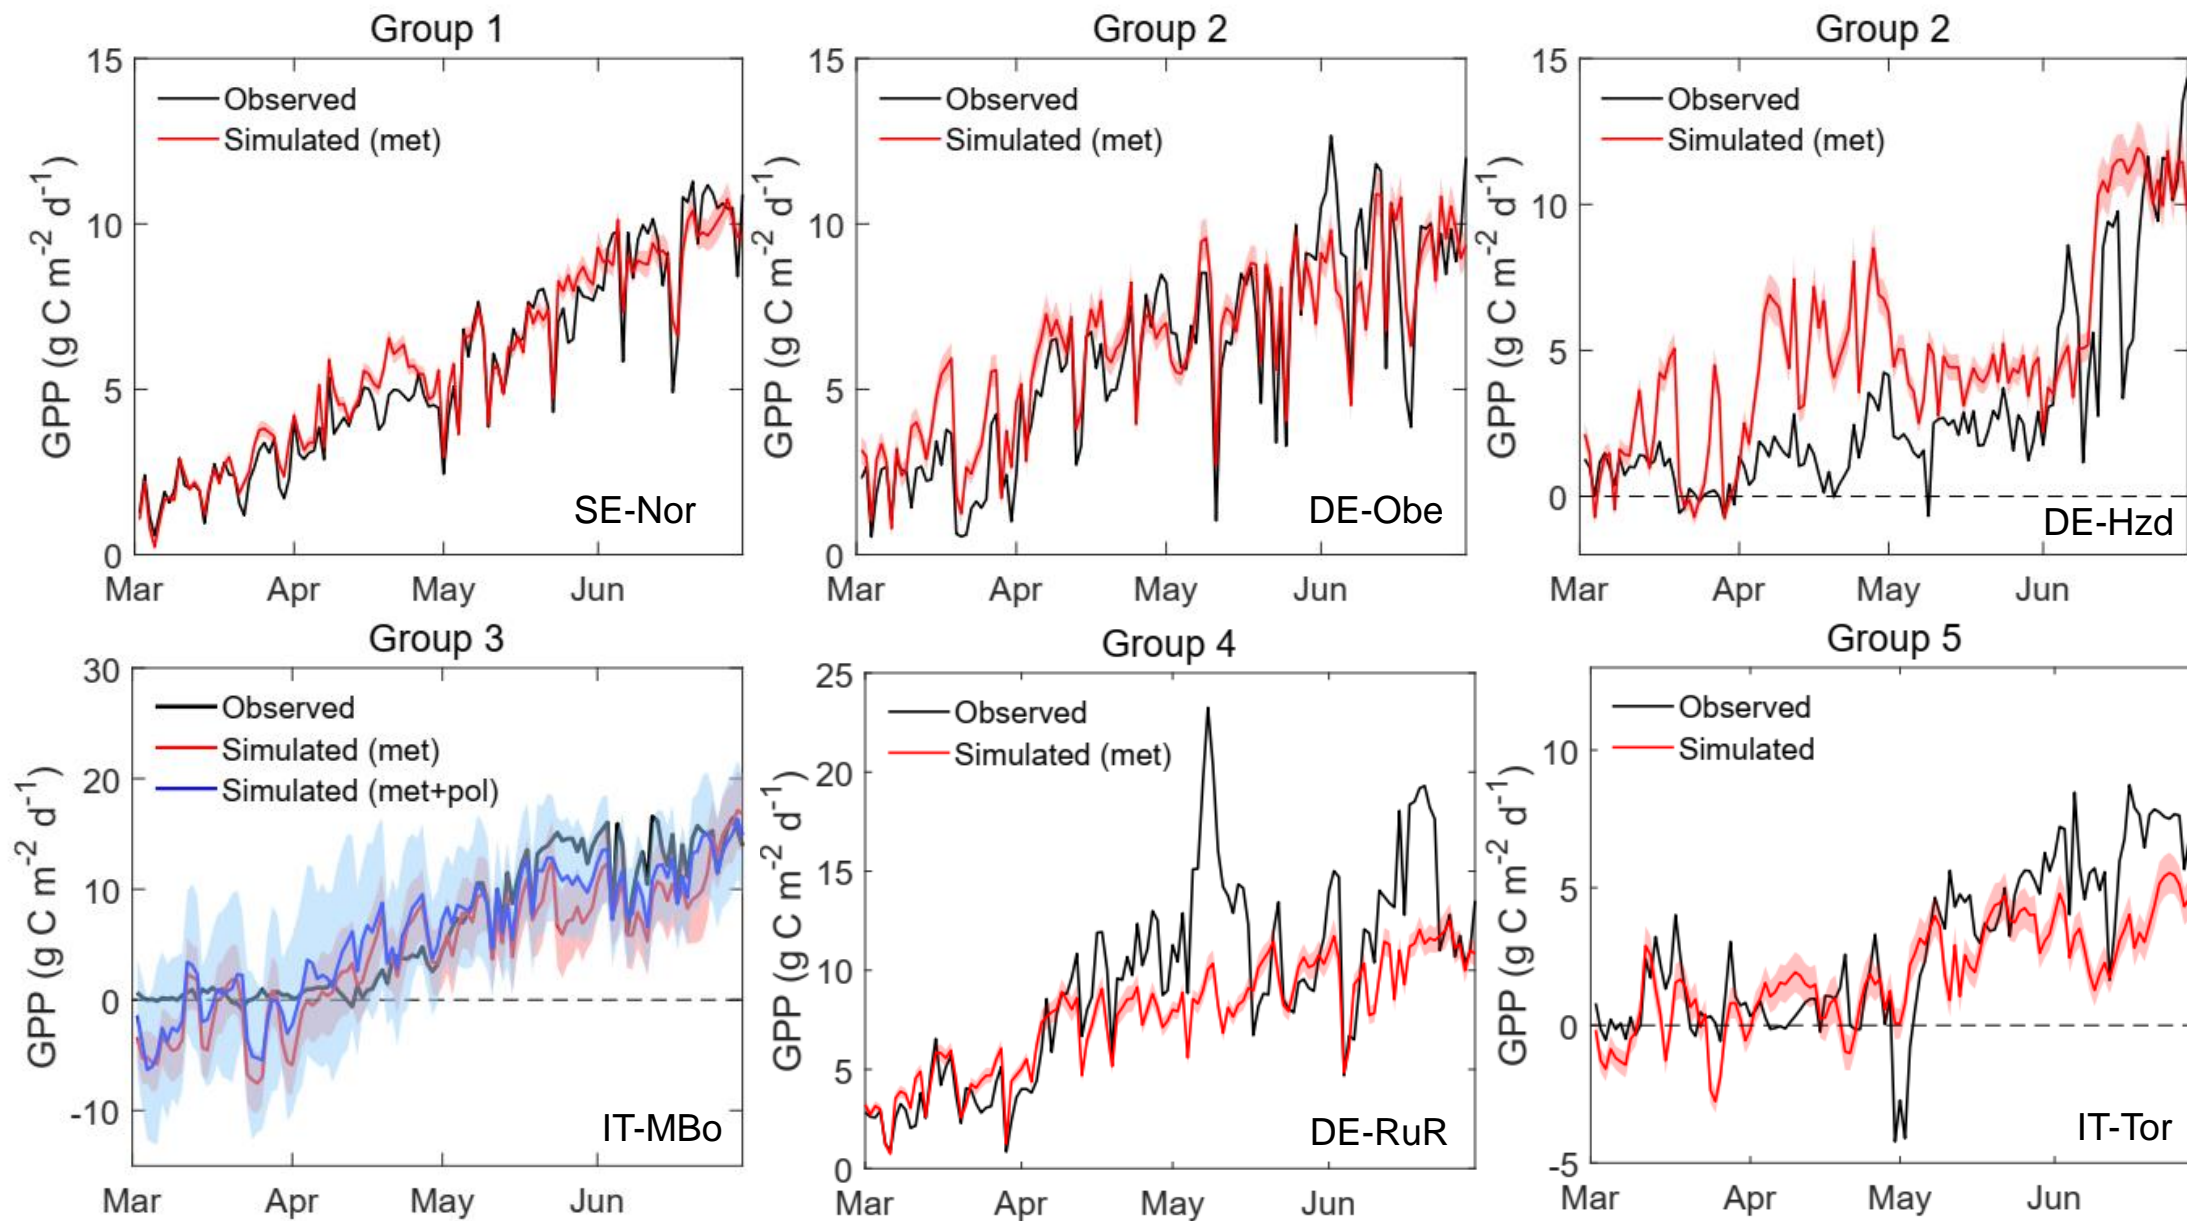 Group 1
15
10
5
0
GPP (g C m-2 d-1)
Observed
Simulated (met)
SE-Nor
Mar Apr May Jun
Group 2
15
10
5
0
GPP (g C m-2 d-1)
Observed
Simulated (met)
DE-Obe
Mar Apr May Jun
Group 2
15
10
5
0
GPP (g C m-2 d-1)
Observed
Simulated (met)
DE-Hzd
Mar Apr May Jun
Group 3
30
20
10
0
-10
GPP (g C m-2 d-1)
Observed
Simulated (met)
Simulated (met+pol)
IT-MBo
Mar Apr May Jun
Group 4
25
20
15
10
5
0
GPP (g C m-2 d-1)
Observed
Simulated (met)
DE-RuR
Mar Apr May Jun
Group 5
10
5
0
-5
GPP (g C m-2 d-1)
Observed
Simulated
IT-Tor
Mar Apr May Jun